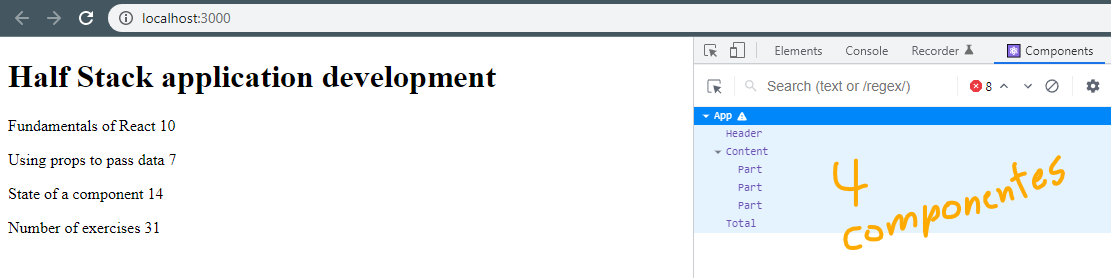 localhost:3000
Elements Console Recorder Components
Search (text or /regex/) 8
Half Stack application development
Fundamentals of React 10
Using props to pass data 7
State of a component 14
Number of exercises 31
App
Header
Content
Part
Part
Part
Total
4
componentes